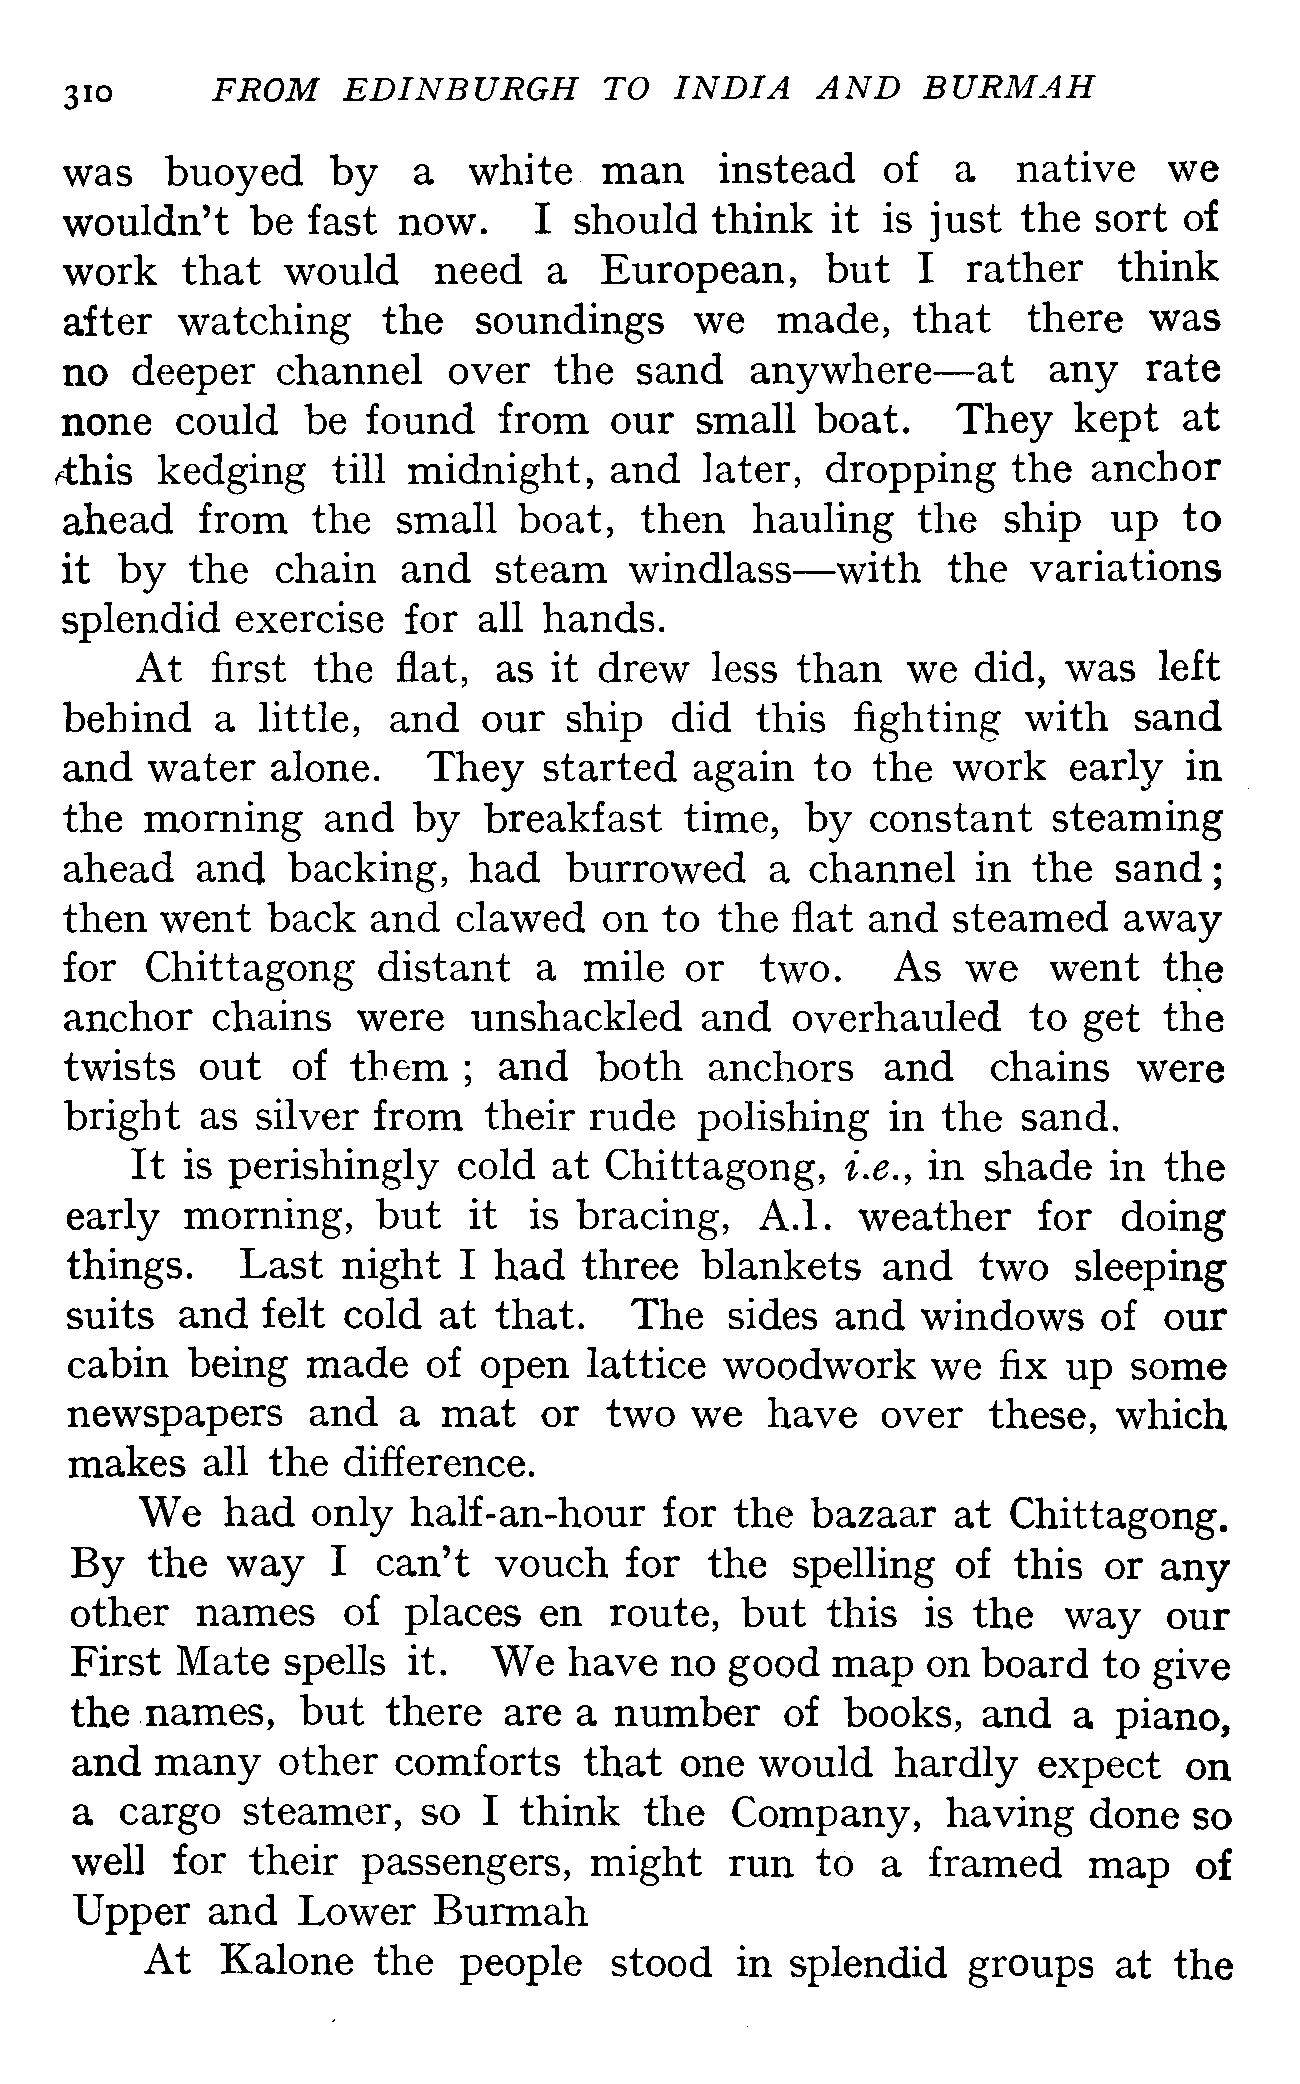 310 FROM EDINBURGH TO INDIA AND BURMAH
was buoyed by a white man instead of a native we
wouldn't be fast now. I should think it is just the sort of
work that would need a European, but I rather think
after watching the soundings we made, that there was
no deeper channel over the sand anywhere—at any rate
none could be found from our small boat. They kept at
this kedging till midnight, and later, dropping the anchor
ahead from the small boat, then hauling the ship up to
it by the chain and steam windlass—with the variations
splendid exercise for all hands.
At first the flat, as it drew less than we did, was left
behind a little, and our ship did this fighting with sand
and water alone. They started again to the work early in
the morning and by breakfast time, by constant steaming
ahead and backing, had burrowed a channel in the sand;
then went back and clawed on to the flat and steamed away
for Chittagong distant a mile or two. As we went the
anchor chains were unshackled and overhauled to get the
twists out of them; and both anchors and chains were
bright as silver from their rude polishing in the sand.
It is perishingly cold at Chittagong, i.e., in shade in the
early morning, but it is bracing, A.1. weather for doing
things. Last night I had three blankets and two sleeping
suits and felt cold at that. The sides and windows of our
cabin being made of open lattice woodwork we fix up some
newspapers and a mat or two we have over these, which
makes all the difference.
We had only half-an-hour for the bazaar at Chittagong.
By the way I can't vouch for the spelling of this or any
other names of places en route, but this is the way our
First Mate spells it. We have no good map on board to give
the names, but there are a number of books, and a piano,
and many other comforts that one would hardly expect on
a cargo steamer, so I think the Company, having done so
well for their passengers, might run to a framed map of
Upper and Lower Burmah
At Kalone the people stood in splendid groups at the